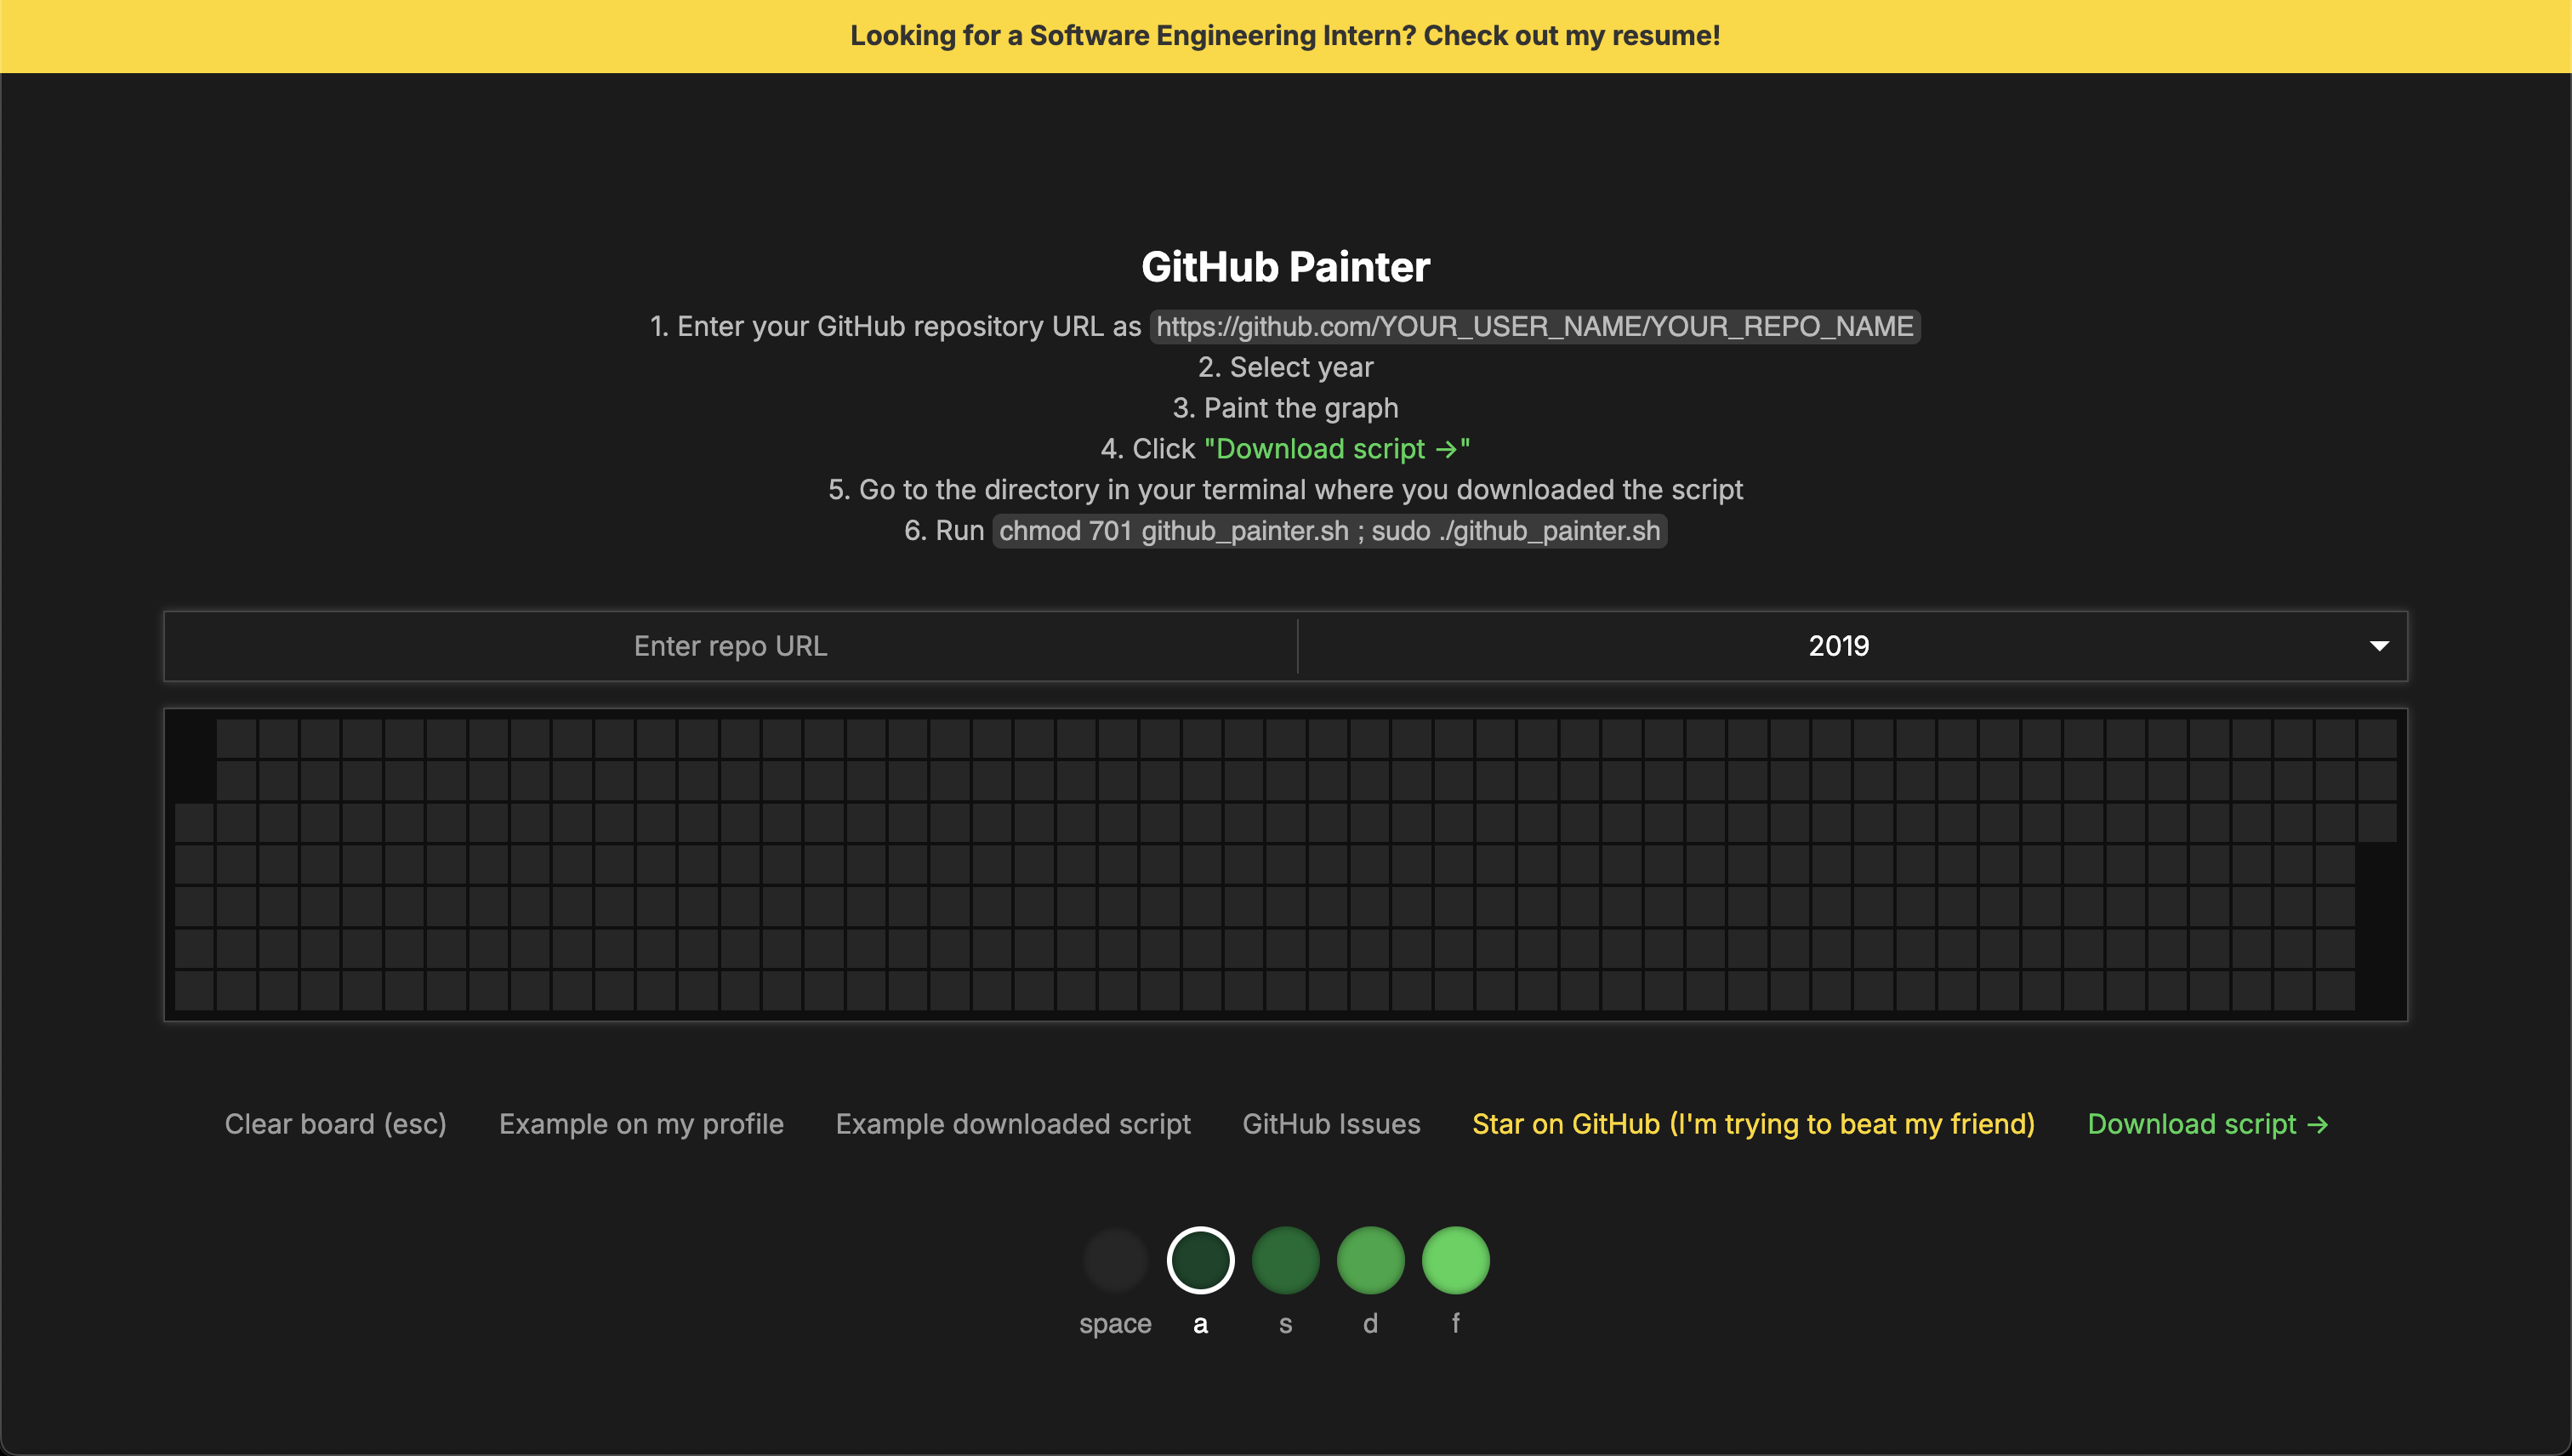 Looking for a Software Engineering Intern? Check out my resume!
GitHub Painter
1. Enter your GitHub repository URL as https://github.com/YOUR_USER_NAME/YOUR_REPO_NAME
2. Select year
3. Paint the graph
4. Click "Download script →"
5. Go to the directory in your terminal where you downloaded the script
6. Run chmod 701 github_painter.sh ; sudo ./github_painter.sh
Enter repo URL 2019
Clear board (esc) Example on my profile Example downloaded script GitHub Issues Star on GitHub (I'm trying to beat my friend) Download script →
space a s d f